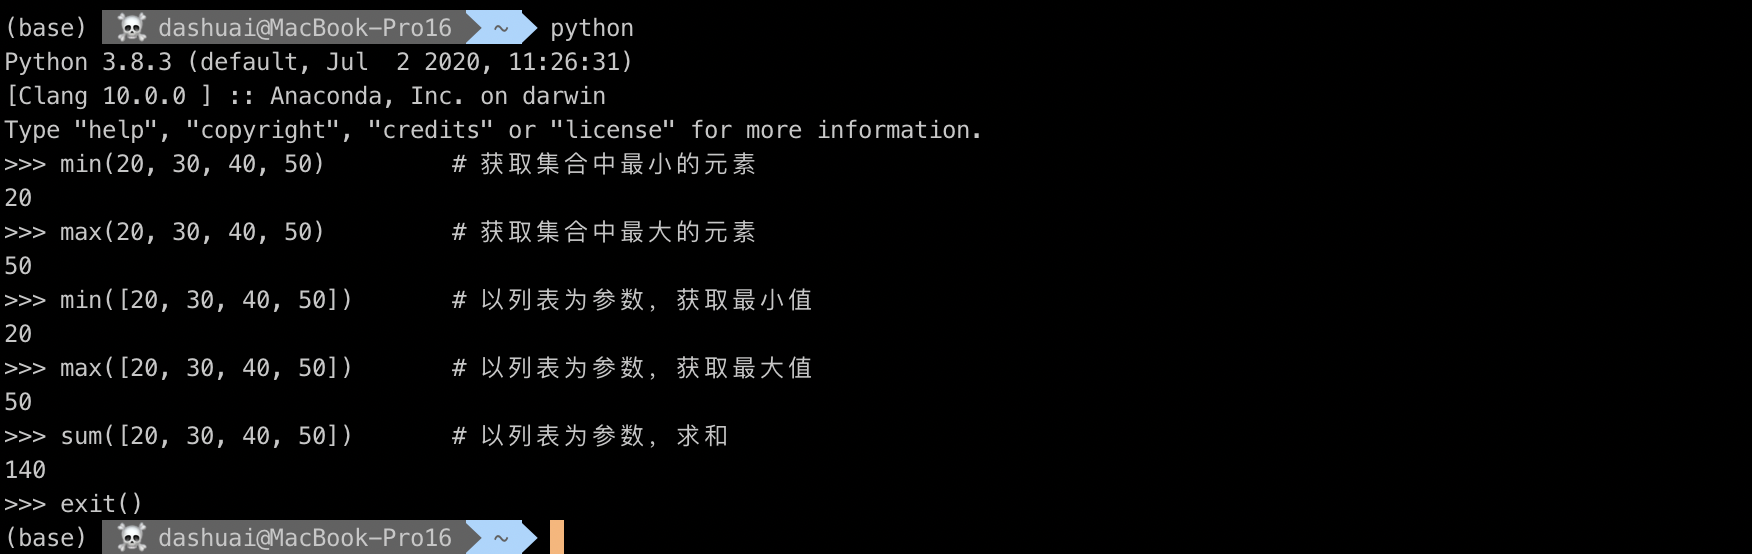 (base) ☠️ dashuai@MacBook-Pro16 ~ python
Python 3.8.3 (default, Jul  2 2020, 11:26:31)
[Clang 10.0.0 ] :: Anaconda, Inc. on darwin
Type "help", "copyright", "credits" or "license" for more information.
>>> min(20, 30, 40, 50)         # 获取集合中最小的元素
20
>>> max(20, 30, 40, 50)         # 获取集合中最大的元素
50
>>> min([20, 30, 40, 50])       # 以列表为参数，获取最小值
20
>>> max([20, 30, 40, 50])       # 以列表为参数，获取最大值
50
>>> sum([20, 30, 40, 50])       # 以列表为参数，求和
140
>>> exit()
(base) ☠️ dashuai@MacBook-Pro16 ~